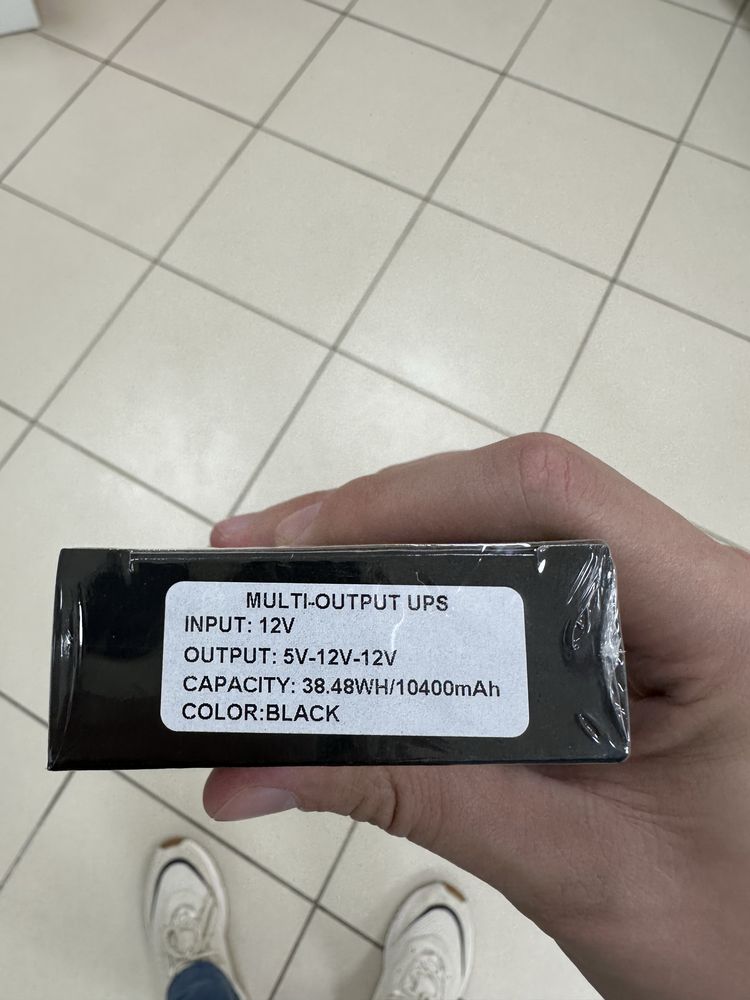 MULTI-OUTPUT UPS
INPUT: 12V
OUTPUT: 5V-12V-12V
CAPACITY: 38.48WH/10400mAh
COLOR:BLACK